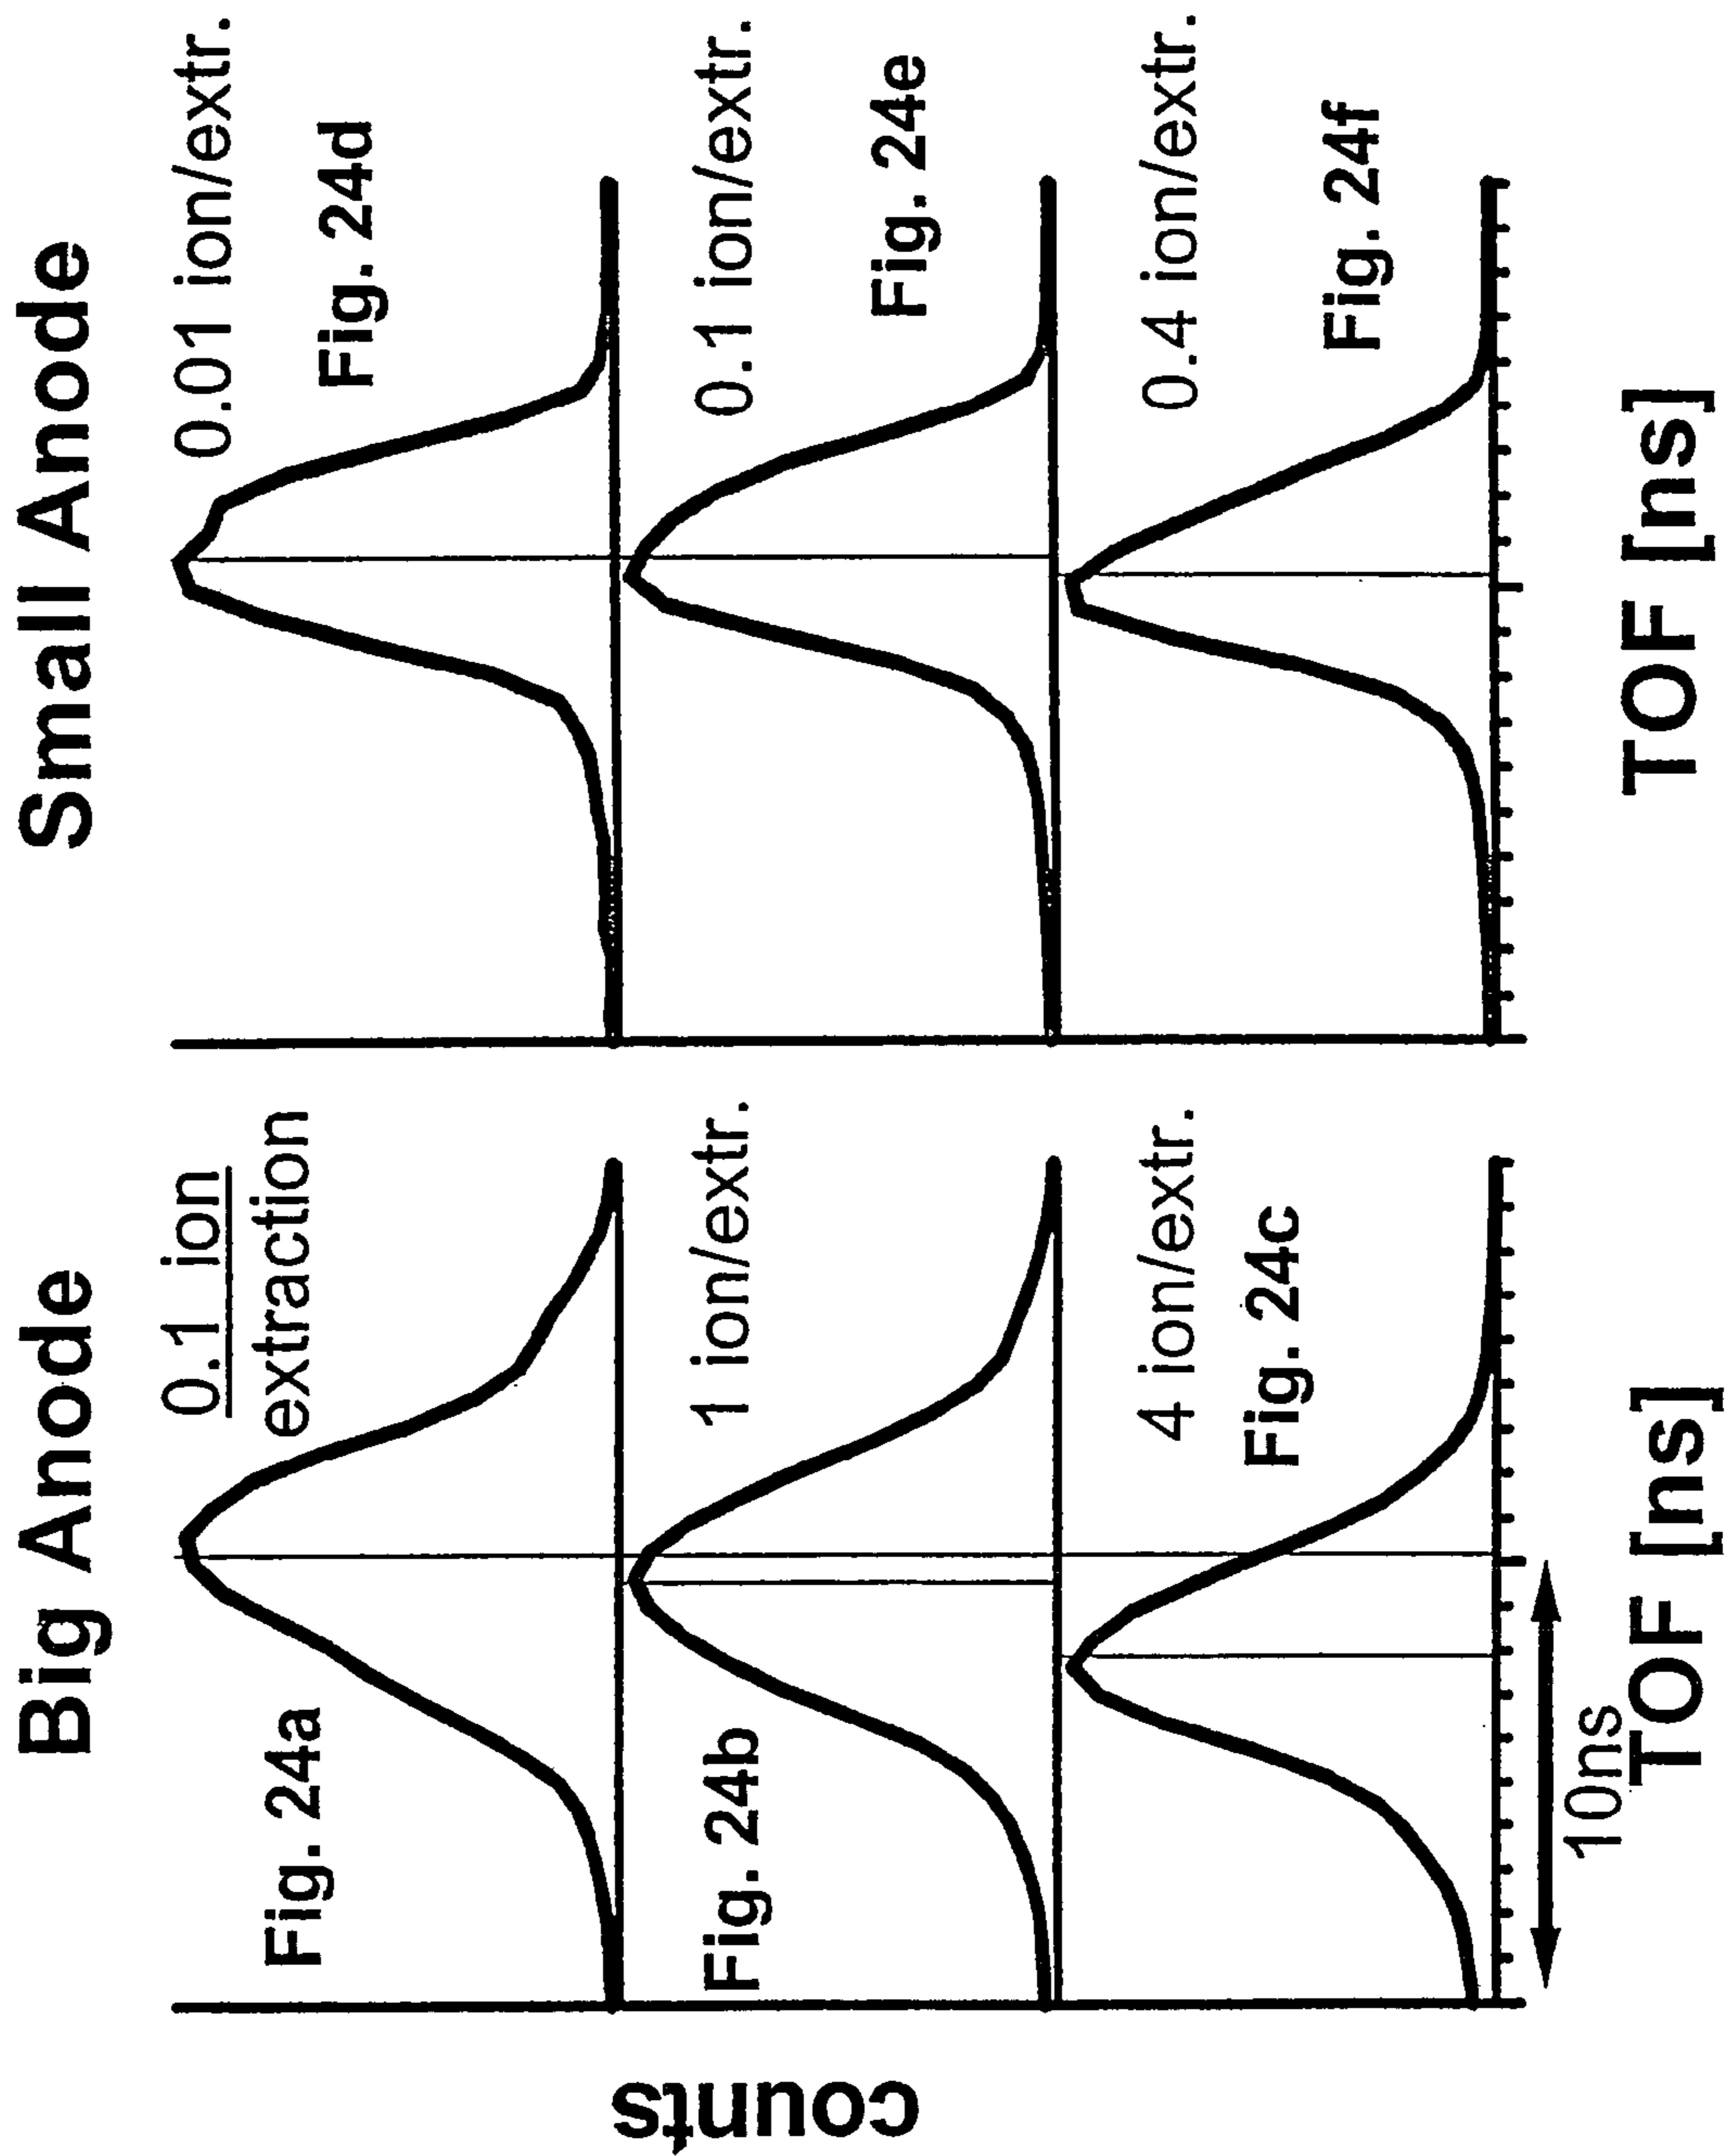 Big Anode
Small Anode
counts
0.1 ion
extraction
Fig. 24a
1 ion/extr.
Fig. 24b
4 ion/extr.
Fig. 24c
10ns
TOF [ns]
0.01 ion/extr.
Fig. 24d
0.1 ion/extr.
Fig. 24e
0.4 ion/extr.
Fig. 24f
TOF [ns]